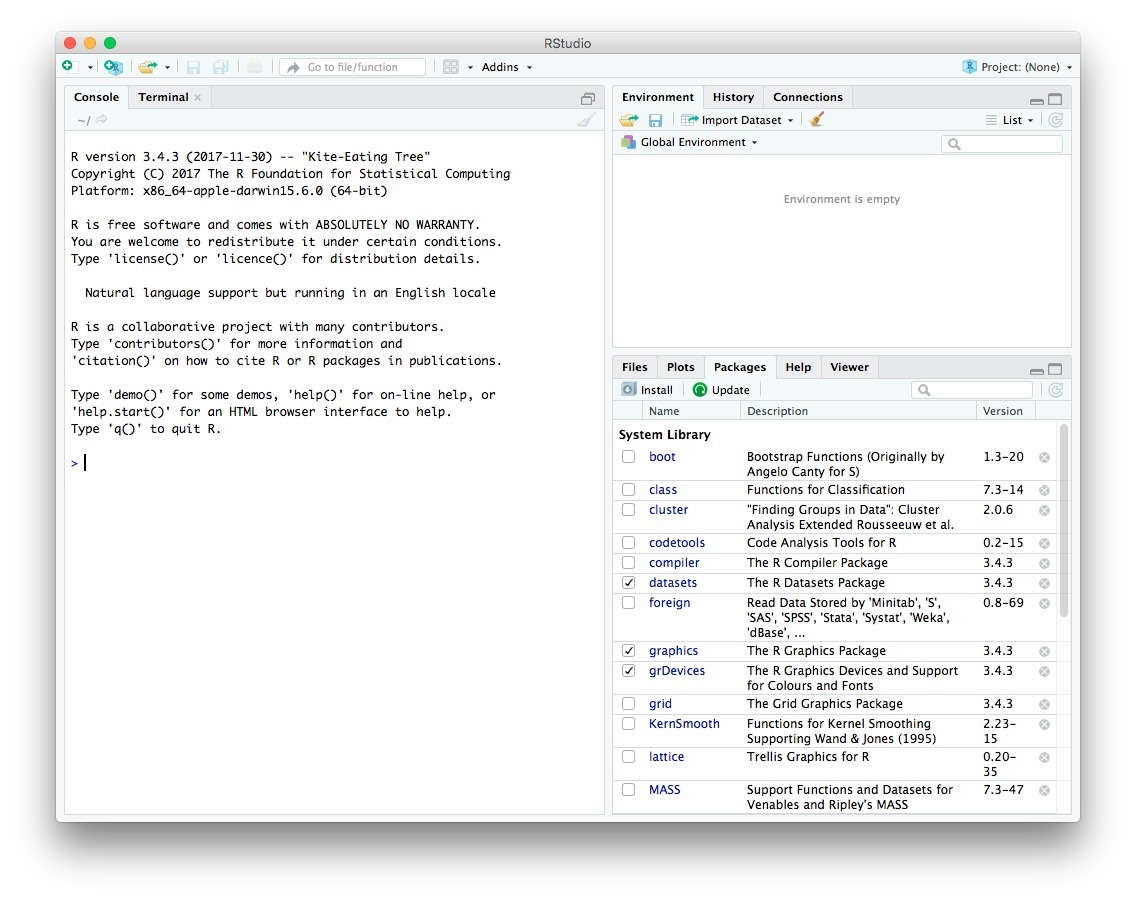 RStudio
Go to file/function
Addins
Project: (None)
Console
Terminal
~/
R version 3.4.3 (2017-11-30) -- "Kite-Eating Tree"
Copyright (C) 2017 The R Foundation for Statistical Computing
Platform: x86_64-apple-darwin15.6.0 (64-bit)
R is free software and comes with ABSOLUTELY NO WARRANTY.
You are welcome to redistribute it under certain conditions.
Type 'license()' or 'licence()' for distribution details.
Natural language support but running in an English locale
R is a collaborative project with many contributors.
Type 'contributors()' for more information and
'citation()' on how to cite R or R packages in publications.
Type 'demo()' for some demos, 'help()' for on-line help, or
'help.start()' for an HTML browser interface to help.
Type 'q()' to quit R.
>
Environment History Connections
Import Dataset
List
Global Environment
Environment is empty
Files Plots Packages Help Viewer
Install Update
Name Description Version
System Library
boot Bootstrap Functions (Originally by 1.3-20
Angelo Canty for S)
class Functions for Classification 7.3-14
cluster "Finding Groups in Data": Cluster 2.0.6
Analysis Extended Rousseeuw et al.
codetools Code Analysis Tools for R 0.2-15
compiler The R Compiler Package 3.4.3
datasets The R Datasets Package 3.4.3
foreign Read Data Stored by 'Minitab', 'S', 0.8-69
'SAS', 'SPSS', 'Stata', 'Systat', 'Weka',
'dBase', ...
graphics The R Graphics Package 3.4.3
grDevices The R Graphics Devices and Support 3.4.3
for Colours and Fonts
grid The Grid Graphics Package 3.4.3
KernSmooth Functions for Kernel Smoothing 2.23-
Supporting Wand & Jones (1995) 15
lattice Trellis Graphics for R 0.20-
35
MASS Support Functions and Datasets for 7.3-47
Venables and Ripley's MASS